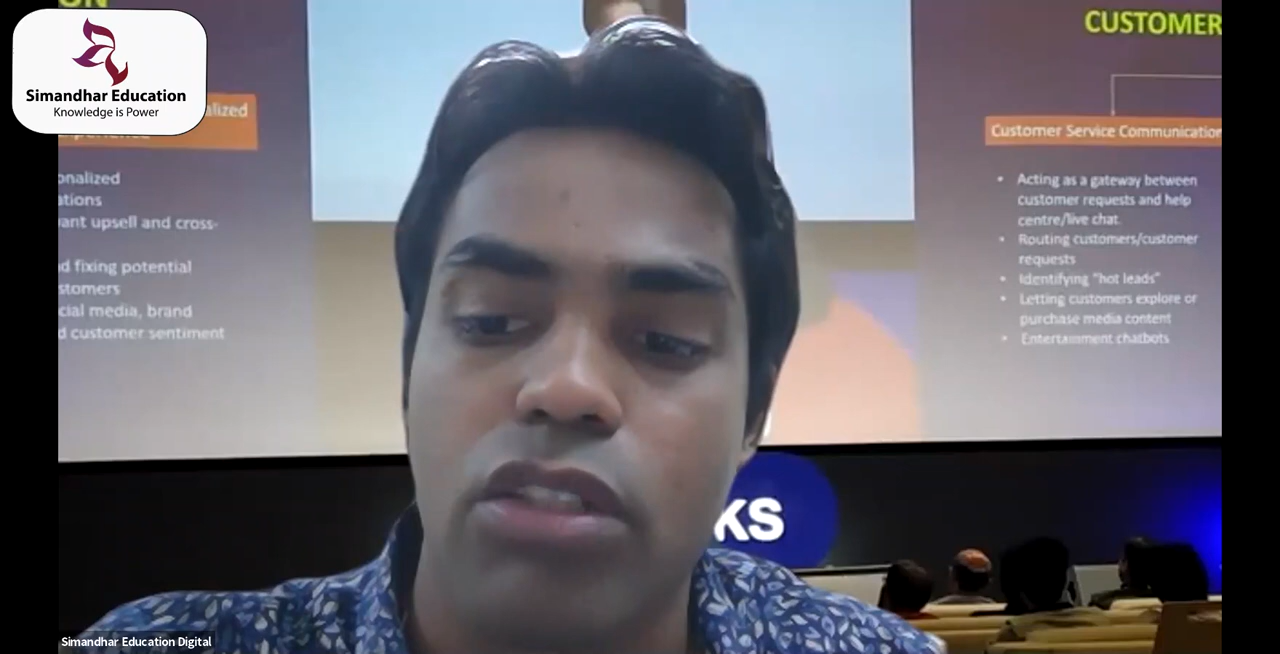 ON
Simandhar Education
Knowledge is Power
alized
onalized
ations
ant upsell and cross-
d fixing potential
stomers
cial media, brand
d customer sentiment
CUSTOMER
Customer Service Communication
• Acting as a gateway between
customer requests and help
centre/live chat.
• Routing customers/customer
requests
• Identifying "hot leads"
• Letting customers explore or
purchase media content
• Entertainment chatbots
KS
Simandhar Education Digital